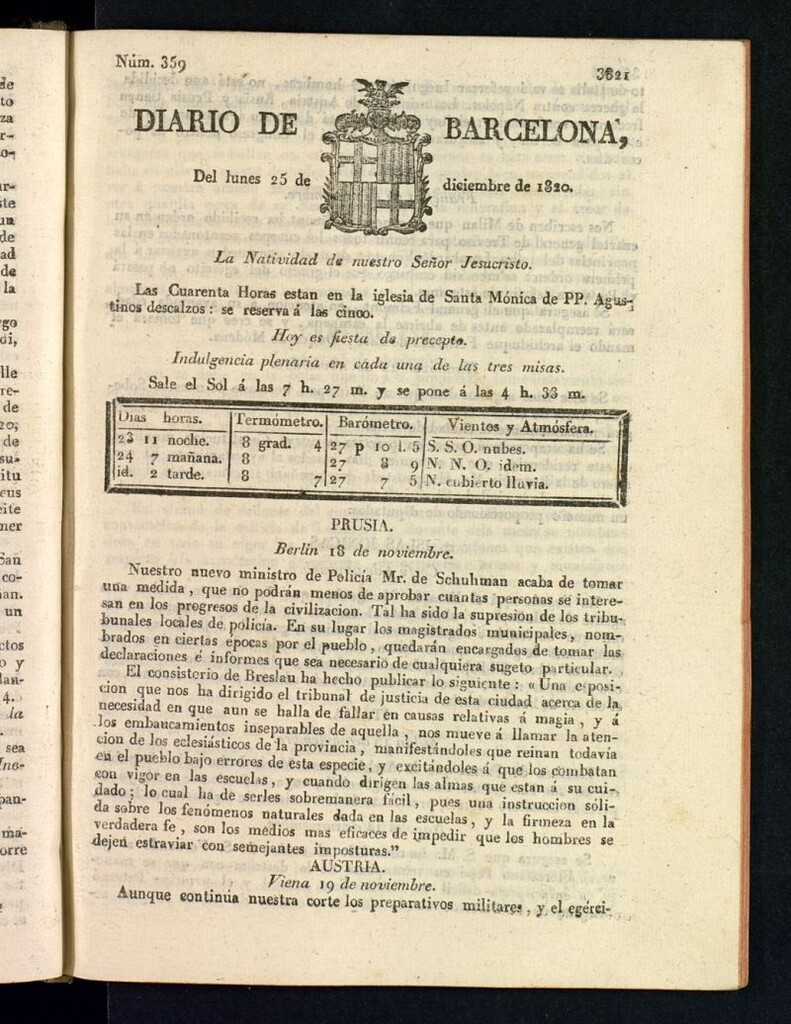 Núm. 359
3821
DIARIO DE BARCELONA,
Del lunes 25 de diciembre de 1820.
La Natividad de nuestro Señor Jesucristo.
Las Cuarenta Horas estan en la iglesia de Santa Mónica de PP. Agus-
tinos descalzos: se reserva á las cinco.
Hoy es fiesta de precepto.
Indulgencia plenaria en cada una de las tres misas.
Sale el Sol á las 7 h. 27 m. y se pone á las 4 h. 33 m.
Dias horas. Termómetro. Barómetro. Vientos y Atmósfera.
23 11 noche. 8 grad. 4 27 p 10 l. 5 S. S. O. nubes.
24 7 mañana. 8 27 8 9 N. N. O. idem.
id. 2 tarde. 8 7 27 7 5 N. cubierto lluvia.
PRUSIA.
Berlin 18 de noviembre.
Nuestro nuevo ministro de Policía Mr. de Schuhman acaba de tomar
una medida, que no podrán menos de aprobar cuantas personas se intere-
san en los progresos de la civilizacion. Tal ha sido la supresion de los tribu-
bunales locales de policía. En su lugar los magistrados municipales, nom-
brados en ciertas épocas por el pueblo, quedarán encargados de tomar las
declaraciones é informes que sea necesario de cualquiera sugeto particular.
El consistorio de Breslau ha hecho publicar lo siguiente: « Una esposi-
cion que nos ha dirigido el tribunal de justicia de esta ciudad acerca de la
necesidad en que aun se halla de fallar en causas relativas á magia, y á
los embaucamientos inseparables de aquella, nos mueve á llamar la aten-
cion de los eclesiásticos de la provincia, manifestándoles que reinan todavía
en el pueblo bajo errores de esta especie, y excitándoles á que los combatan
con vigor en las escuelas, y cuando dirigen las almas que estan á su cui-
dado; lo cual ha de serles sobremanera fácil, pues una instruccion sóli-
da sobre los fenómenos naturales dada en las escuelas, y la firmeza en la
verdadera fe, son los medios mas eficaces de impedir que los hombres se
dejen estraviar con semejantes imposturas."
AUSTRIA.
Viena 19 de noviembre.
Aunque continúa nuestra corte los preparativos militares, y el egérci-